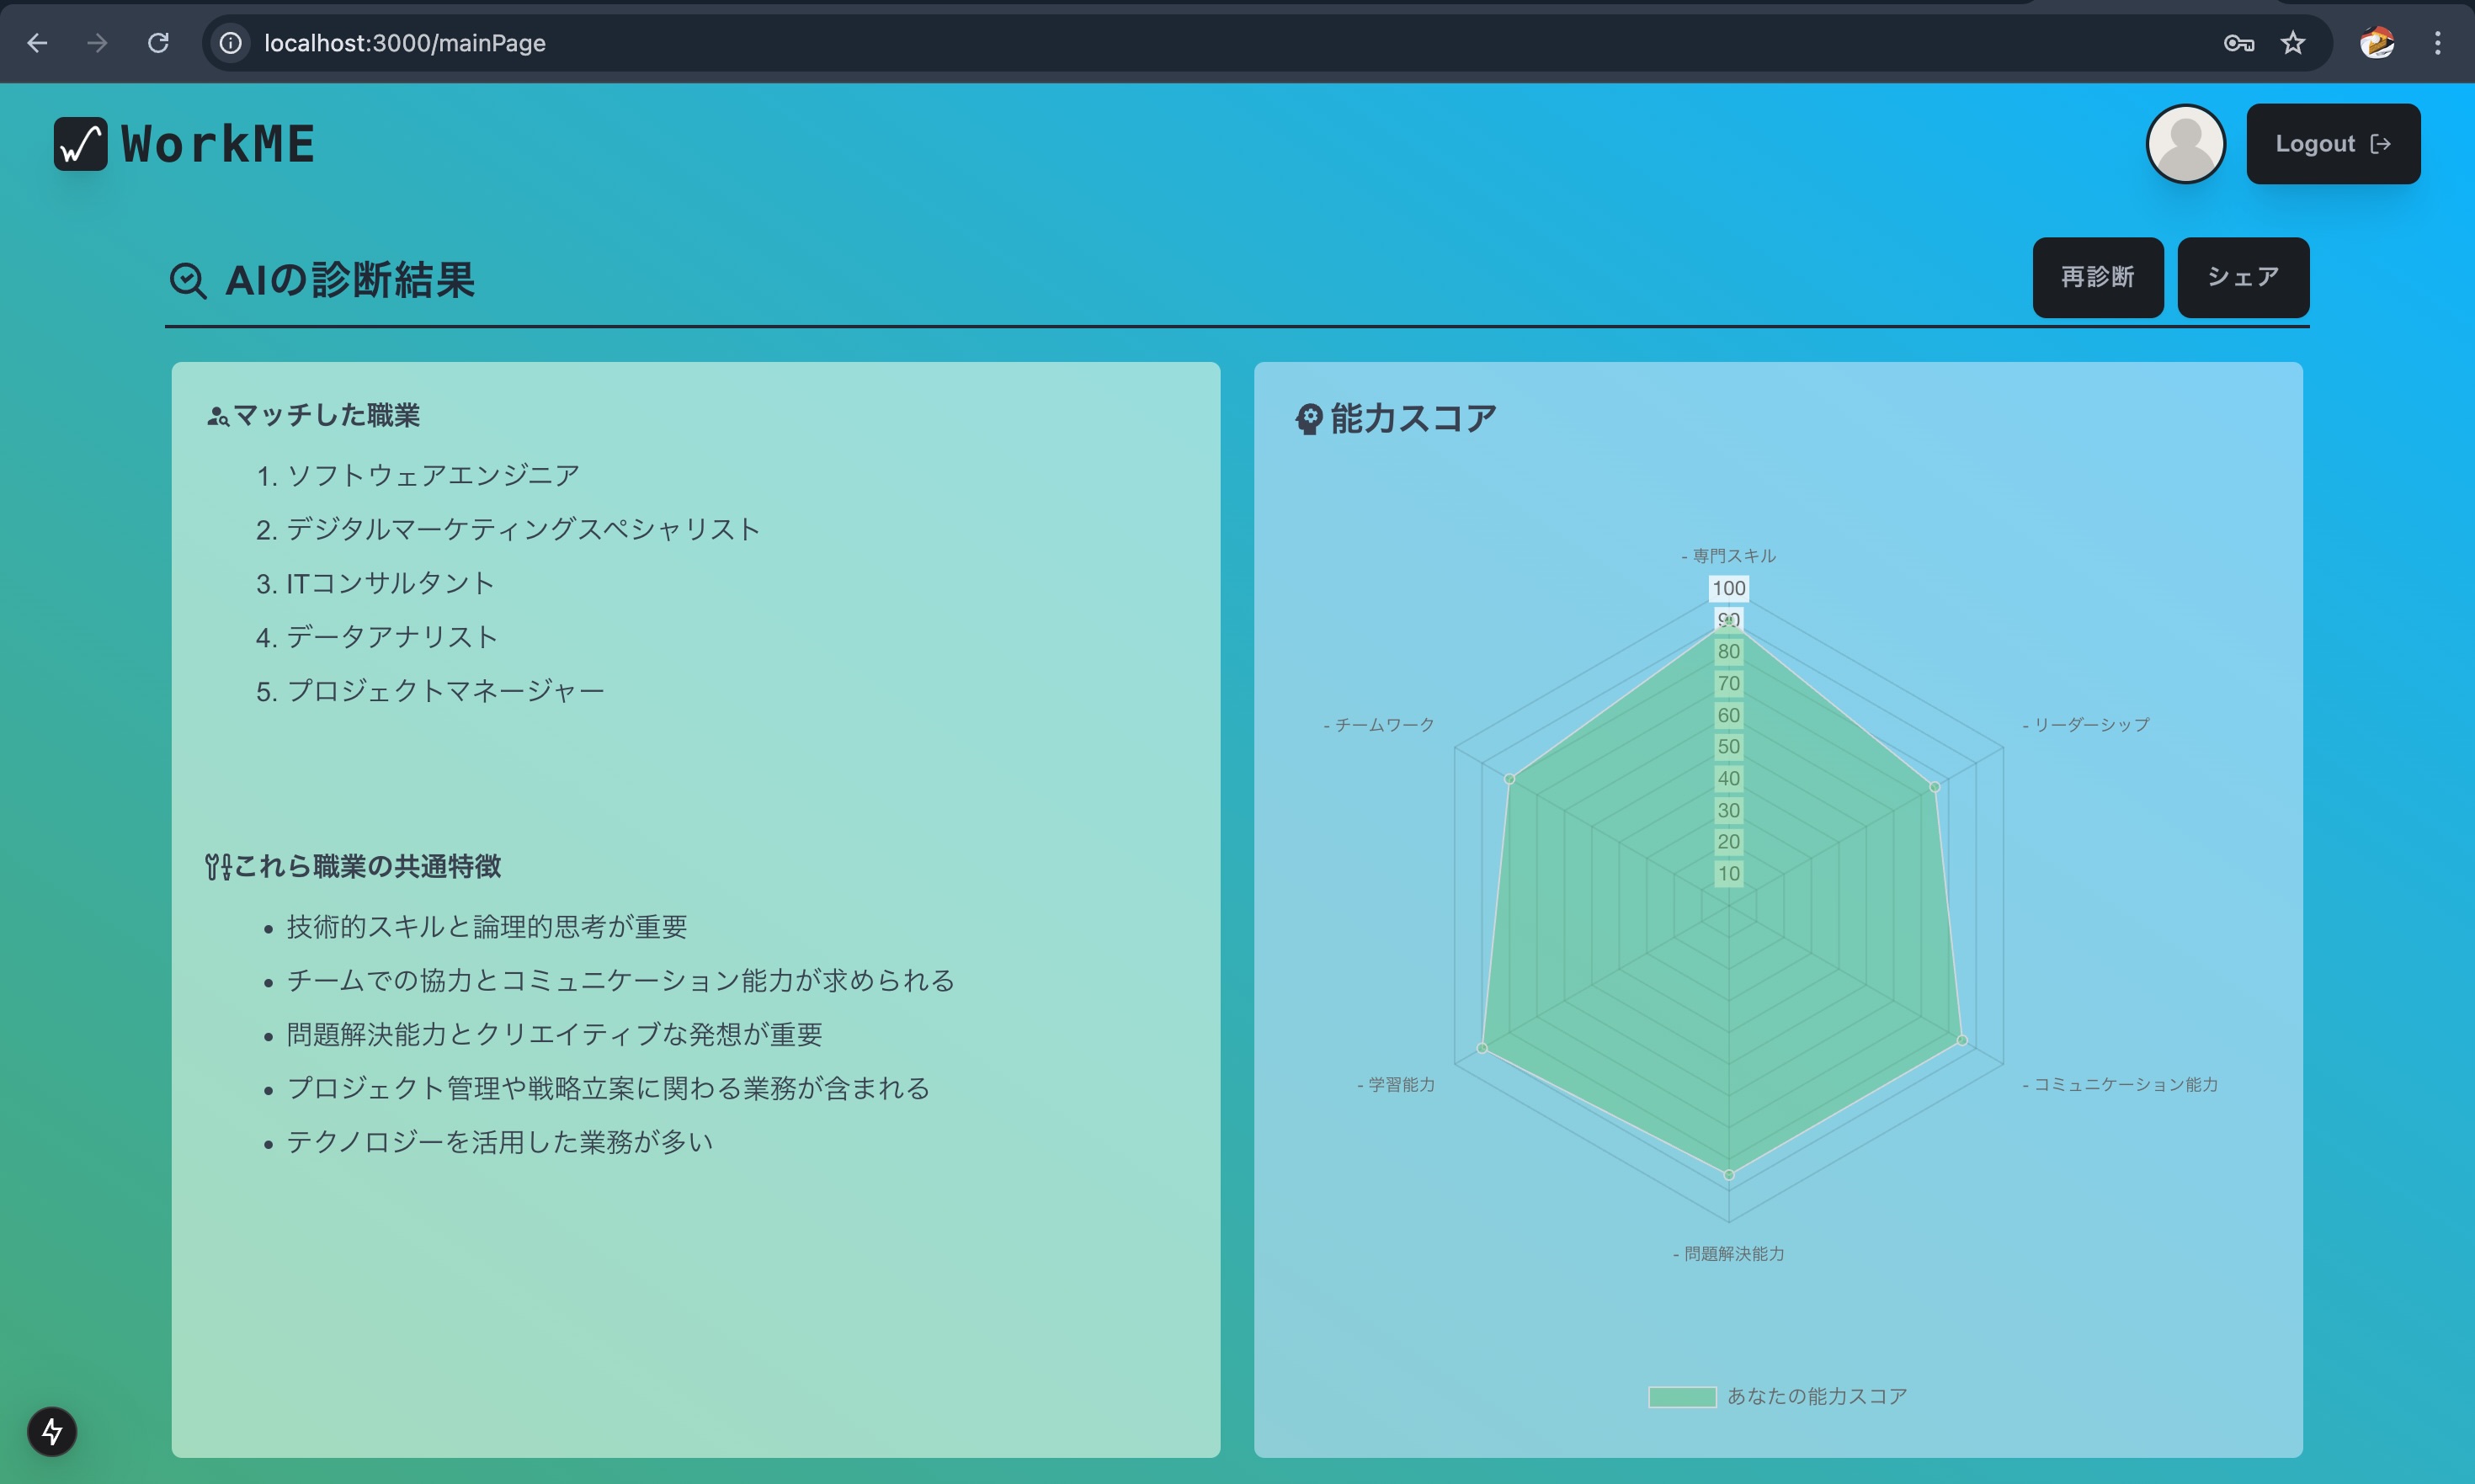 localhost:3000/mainPage
WorkME
Logout
AIの診断結果
再診断
シェア
マッチした職業
1. ソフトウェアエンジニア
2. デジタルマーケティングスペシャリスト
3. ITコンサルタント
4. データアナリスト
5. プロジェクトマネージャー
これら職業の共通特徴
• 技術的スキルと論理的思考が重要
• チームでの協力とコミュニケーション能力が求められる
• 問題解決能力とクリエイティブな発想が重要
• プロジェクト管理や戦略立案に関わる業務が含まれる
• テクノロジーを活用した業務が多い
能力スコア
- 専門スキル
100
90
80
70
60
50
40
30
20
10
- チームワーク
- リーダーシップ
- 学習能力
- コミュニケーション能力
- 問題解決能力
あなたの能力スコア